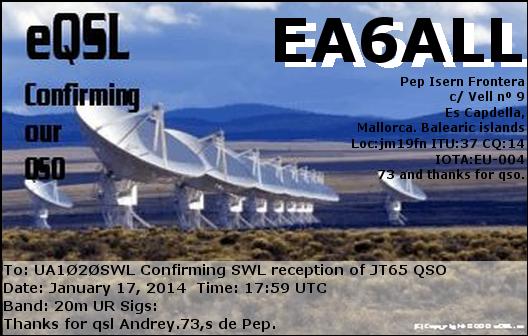 eQSL
Confirming
our
QSO
EA6ALL
Pep Isern Frontera
c/ Vell nº 9
Es Capdella,
Mallorca. Balearic islands
Loc:jm19fn ITU:37 CQ:14
IOTA:EU-004
73 and thanks for qso.
To: UA1Ø2ØSWL Confirming SWL reception of JT65 QSO
Date: January 17, 2014  Time: 17:59 UTC
Band: 20m UR Sigs:
Thanks for qsl Andrey.73,s de Pep.